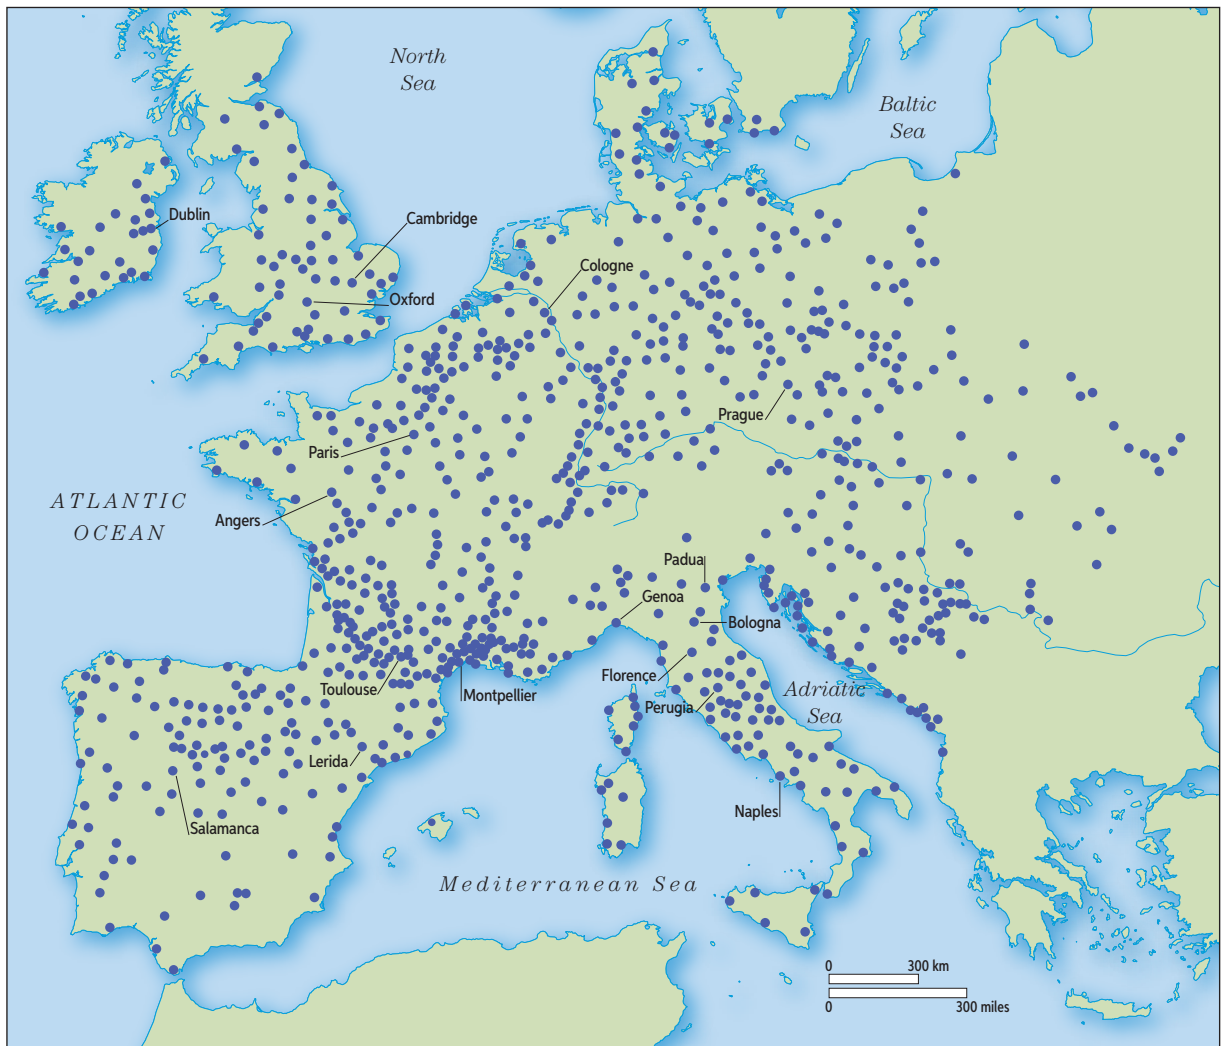 North
Sea
Baltic
Sea
Dublin
Cambridge
Cologne
Oxford
Prague
Paris
ATLANTIC
OCEAN
Angers
Padua
Genoa
Bologna
Florençe
Toulouse
Montpellier
Perugia
Adriatic
Sea
Lerida
Naples
Salamanca
Mediterranean Sea
0 300 km
0 300 miles